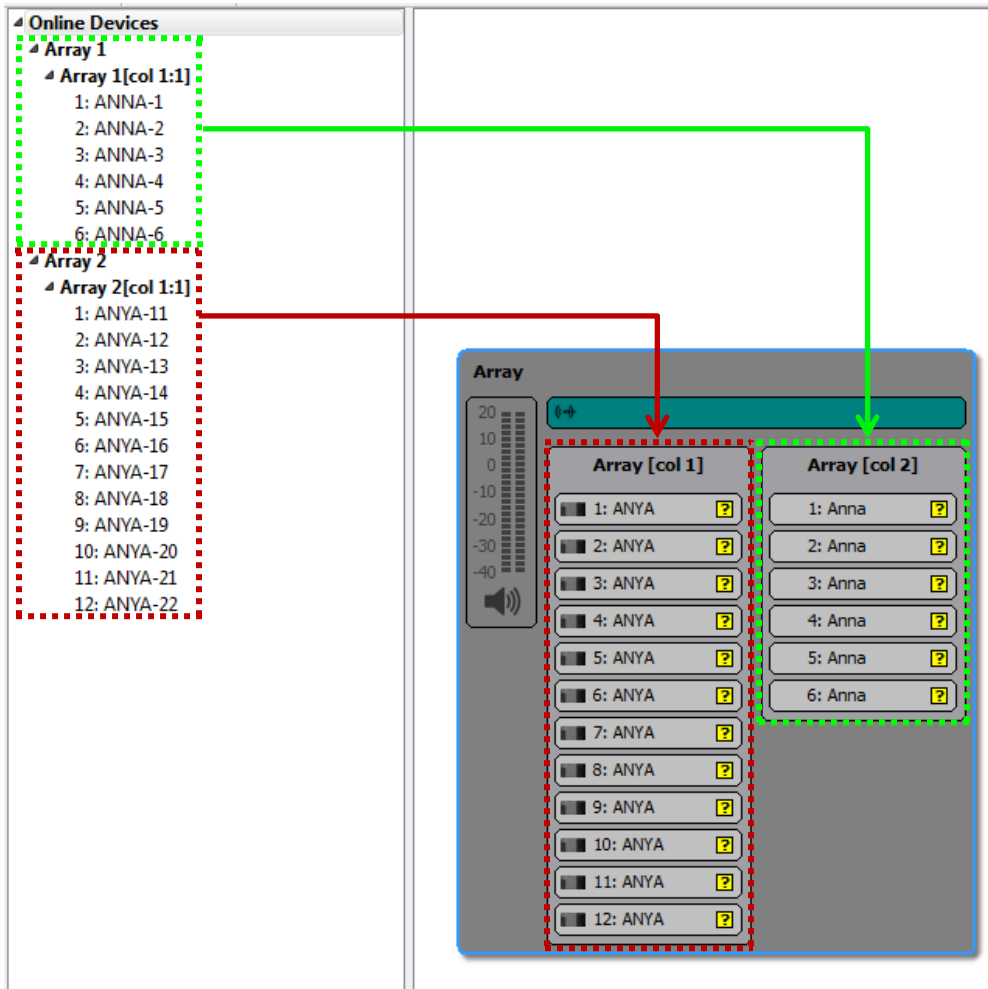 Online Devices
Array 1
Array 1[col 1:1]
1: ANNA-1
2: ANNA-2
3: ANNA-3
4: ANNA-4
5: ANNA-5
6: ANNA-6
Array 2
Array 2[col 1:1]
1: ANYA-11
2: ANYA-12
3: ANYA-13
4: ANYA-14
5: ANYA-15
6: ANYA-16
7: ANYA-17
8: ANYA-18
9: ANYA-19
10: ANYA-20
11: ANYA-21
12: ANYA-22
Array
20
10
0
-10
-20
-30
-40
Array [col 1]
1: ANYA ?
2: ANYA ?
3: ANYA ?
4: ANYA ?
5: ANYA ?
6: ANYA ?
7: ANYA ?
8: ANYA ?
9: ANYA ?
10: ANYA ?
11: ANYA ?
12: ANYA ?
Array [col 2]
1: Anna ?
2: Anna ?
3: Anna ?
4: Anna ?
5: Anna ?
6: Anna ?